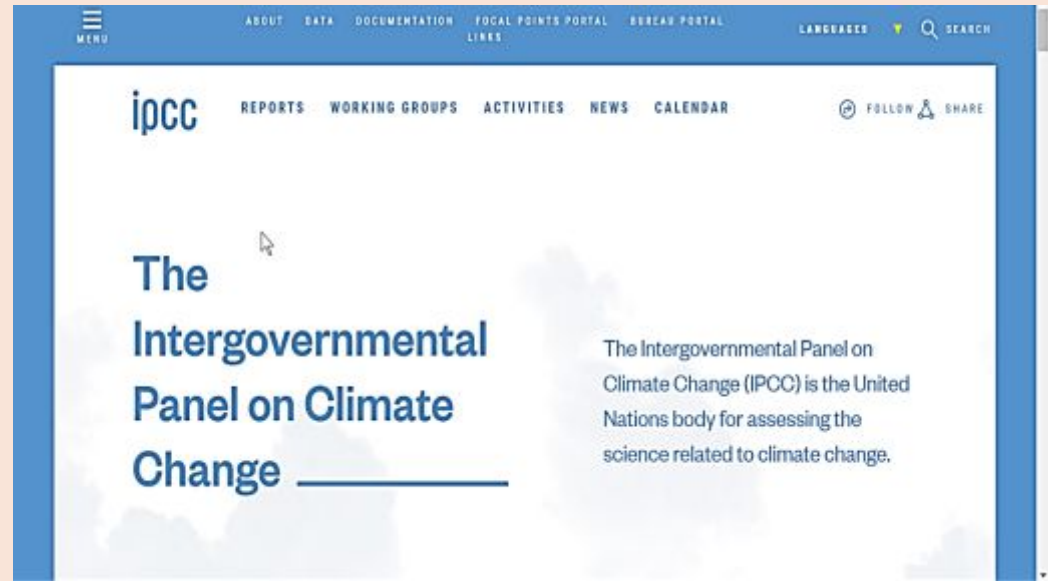 MENU
ABOUT DATA DOCUMENTATION FOCAL POINTS PORTAL BUREAU PORTAL
LINKS
LANGUAGES SEARCH
ipcc
REPORTS WORKING GROUPS ACTIVITIES NEWS CALENDAR
FOLLOW SHARE
The
Intergovernmental
Panel on Climate
Change
The Intergovernmental Panel on
Climate Change (IPCC) is the United
Nations body for assessing the
science related to climate change.